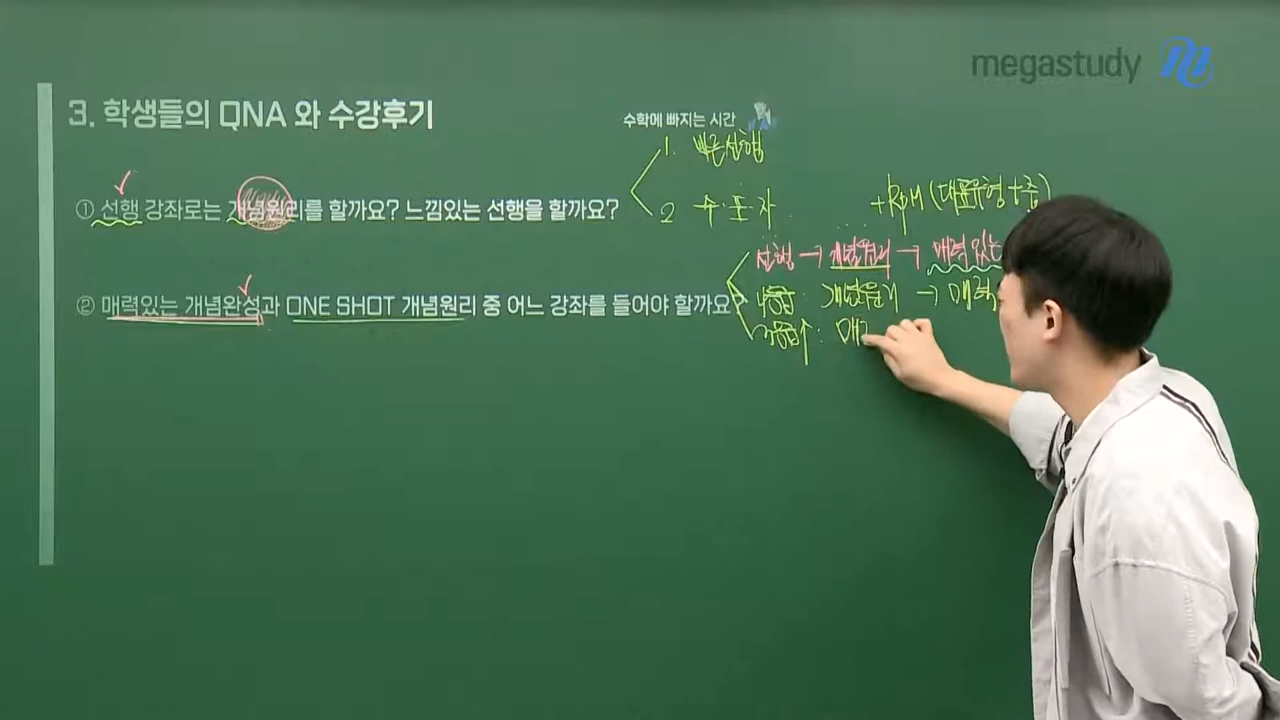 megastudy
3. 학생들의 QNA 와 수강후기
수학에 빠지는 시간
1. 빠른선행
① 선행 강좌로는 개념원리를 할까요? 느낌있는 선행을 할까요?
2 수·포·자
+RPM (대표유형+중)
선행 → 개념원리 → 매력있는
② 매력있는 개념완성과 ONE SHOT 개념원리 중 어느 강좌를 들어야 할까요?
개념원리 → 매력
매